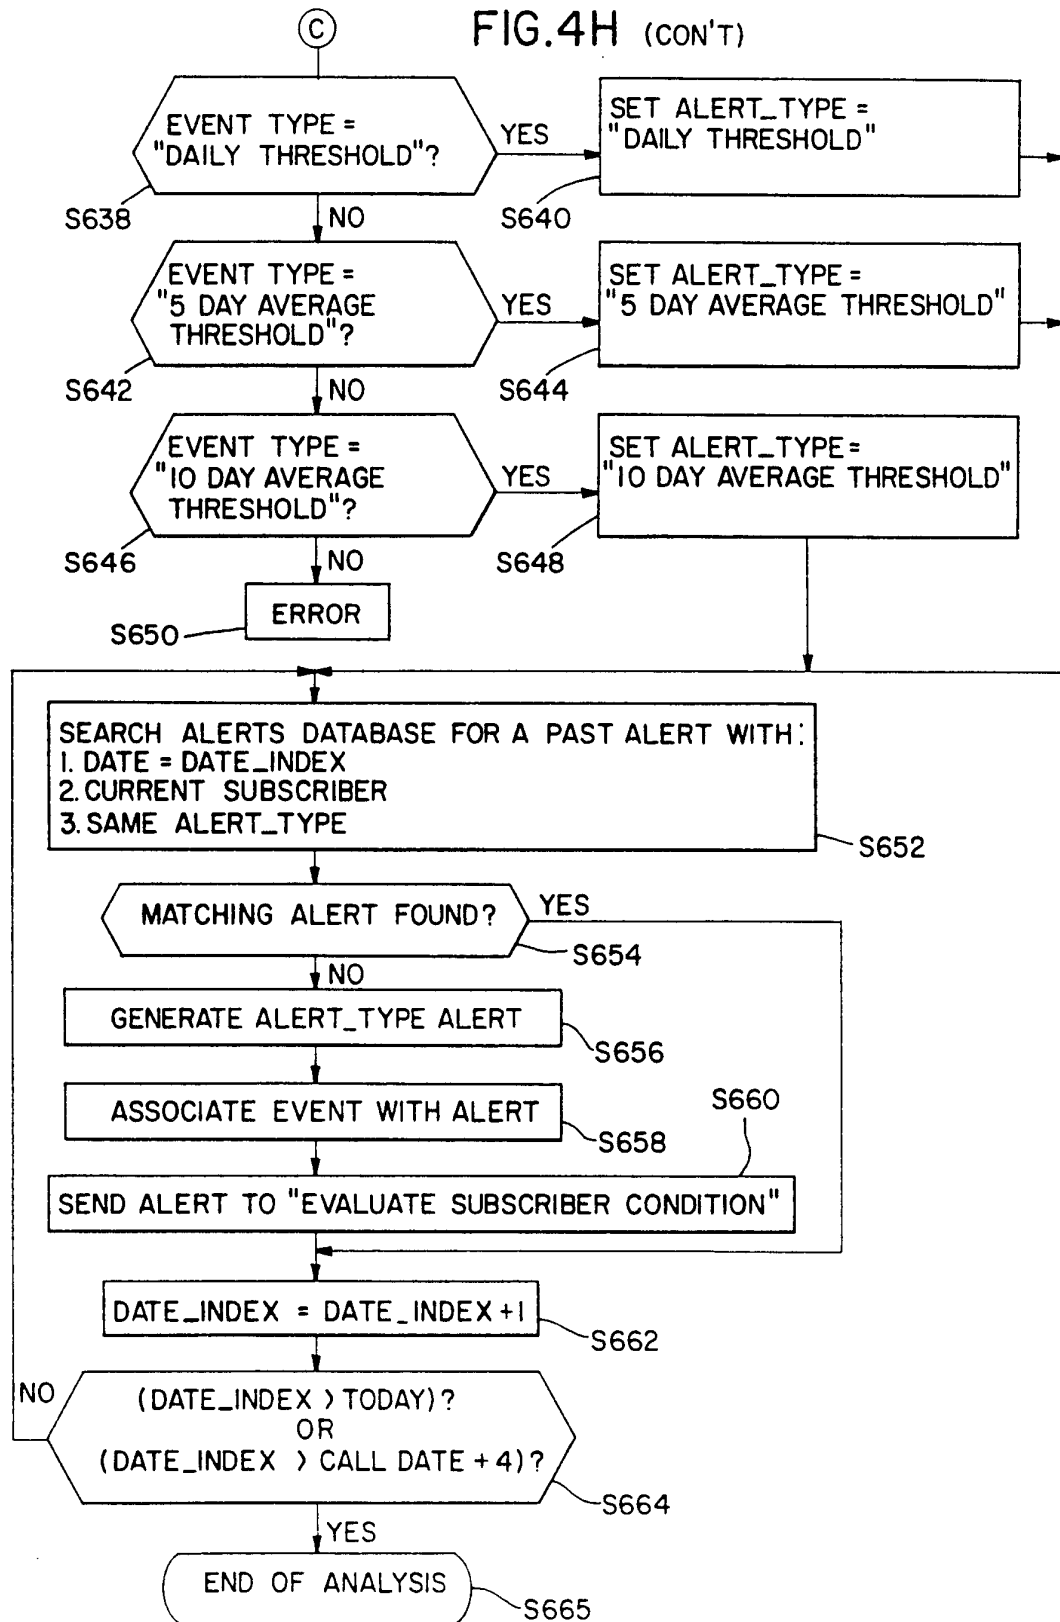 C
FIG.4H (CON'T)
EVENT TYPE =
"DAILY THRESHOLD"?
YES
SET ALERT_TYPE =
"DAILY THRESHOLD"
S638
NO
S640
EVENT TYPE =
"5 DAY AVERAGE
THRESHOLD"?
YES
SET ALERT_TYPE =
"5 DAY AVERAGE THRESHOLD"
S642
NO
S644
EVENT TYPE =
"10 DAY AVERAGE
THRESHOLD"?
YES
SET ALERT_TYPE =
"10 DAY AVERAGE THRESHOLD"
S646
NO
S648
ERROR
S650
SEARCH ALERTS DATABASE FOR A PAST ALERT WITH:
1. DATE = DATE_INDEX
2. CURRENT SUBSCRIBER
3. SAME ALERT_TYPE
S652
MATCHING ALERT FOUND?
YES
S654
NO
GENERATE ALERT_TYPE ALERT
S656
ASSOCIATE EVENT WITH ALERT
S658
S660
SEND ALERT TO "EVALUATE SUBSCRIBER CONDITION"
DATE_INDEX = DATE_INDEX +1
S662
NO
(DATE_INDEX > TODAY)?
OR
(DATE_INDEX > CALL DATE + 4)?
S664
YES
END OF ANALYSIS
S665